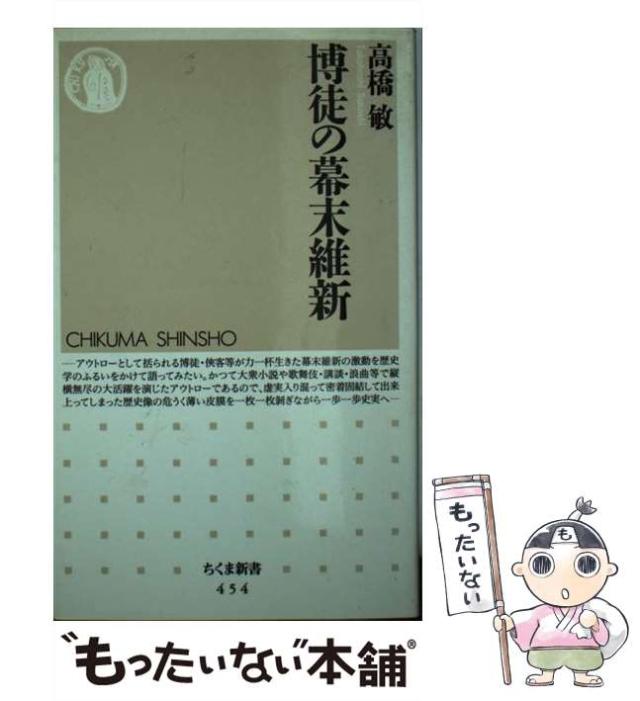 高橋 敏
Takahashi Satoshi
博徒の幕末維新
CHIKUMA SHINSHO
―アウトローとして括られる博徒・俠客等が力一杯生きた幕末維新の激動を歴史
学のふるいをかけて語ってみたい。かつて大衆小説や歌舞伎・講談・浪曲等で縦
横無尽の大活躍を演じたアウトローであるので、虚実入り混って密着固結して出来
上ってしまった歴史像の危うく薄い皮膜を一枚一枚剝ぎながら一歩一歩史実へ―
ちくま新書
454
もったいない
も
"もったいない"本舗®